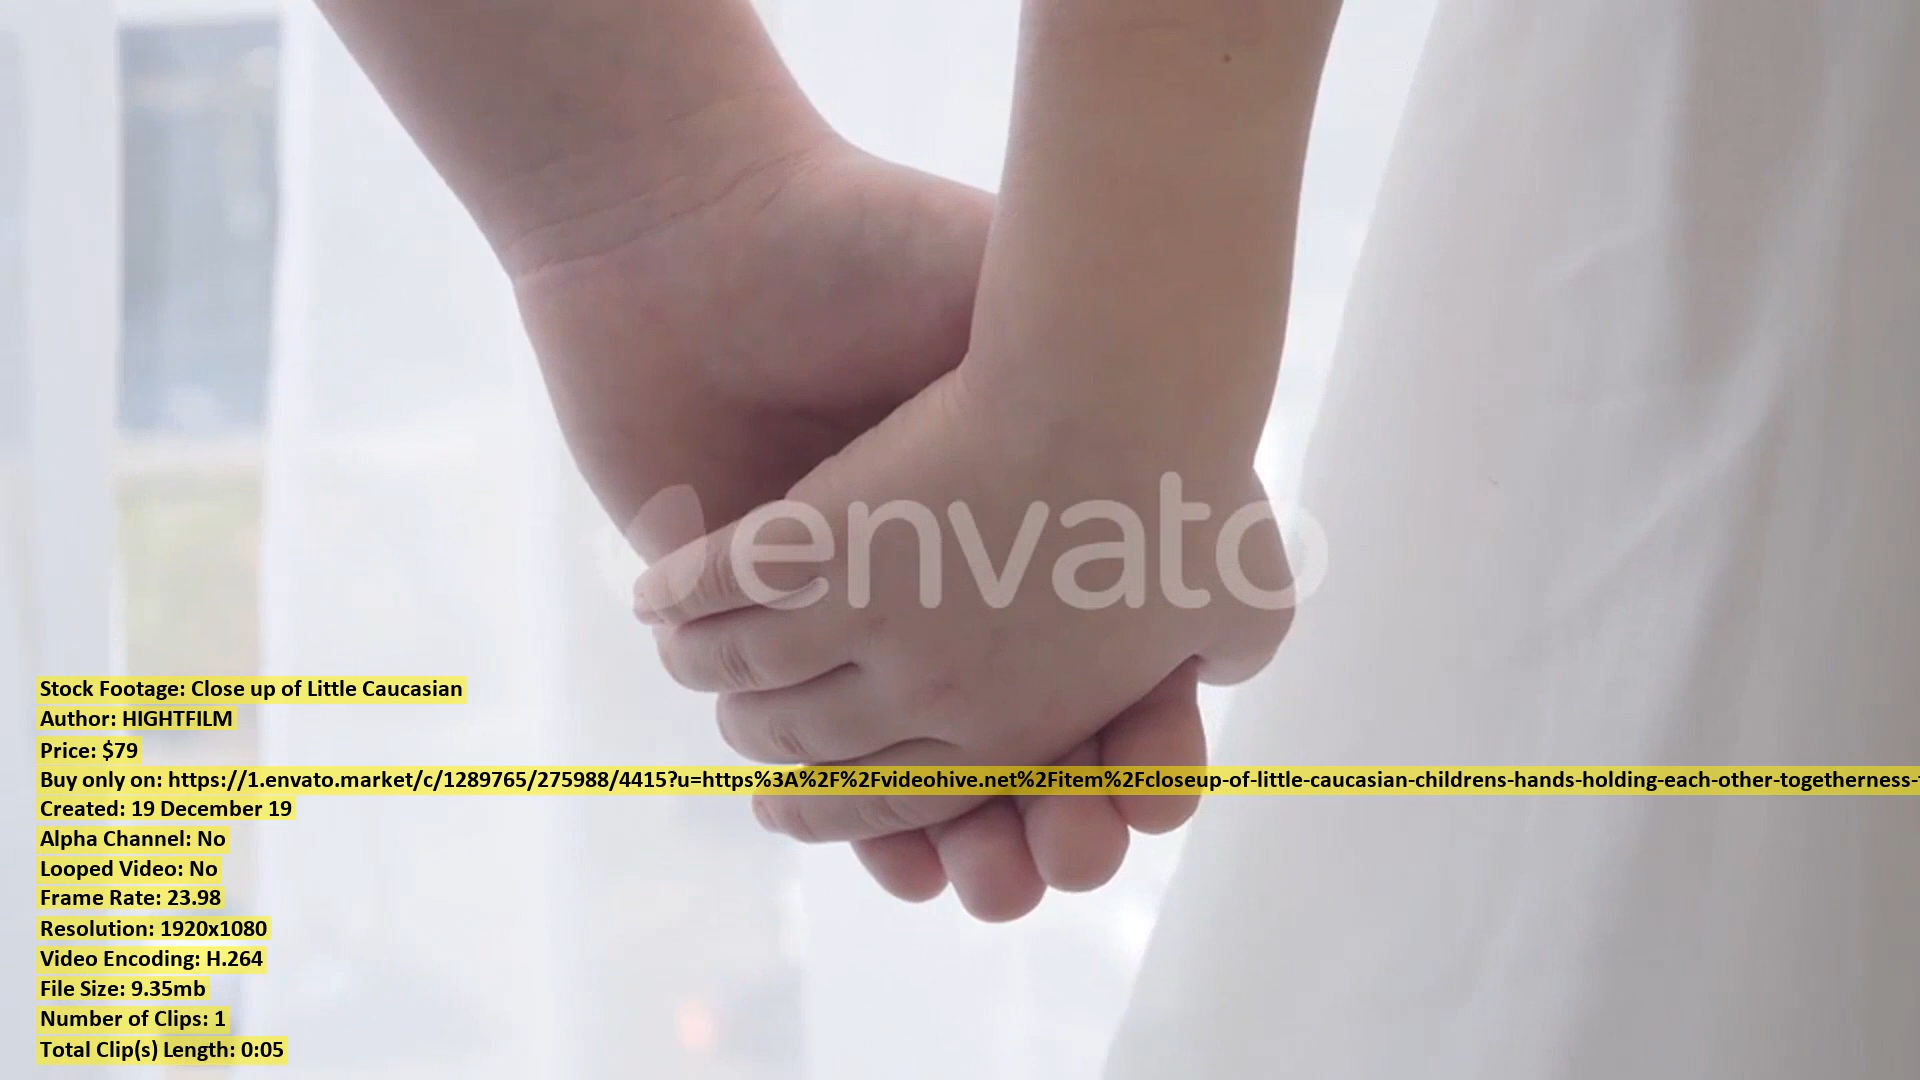 envato
Stock Footage: Close up of Little Caucasian
Author: HIGHTFILM
Price: $79
Buy only on: https://1.envato.market/c/1289765/275988/4415?u=https%3A%2F%2Fvideohive.net%2Fitem%2Fcloseup-of-little-caucasian-childrens-hands-holding-each-other-togetherness-
Created: 19 December 19
Alpha Channel: No
Looped Video: No
Frame Rate: 23.98
Resolution: 1920x1080
Video Encoding: H.264
File Size: 9.35mb
Number of Clips: 1
Total Clip(s) Length: 0:05